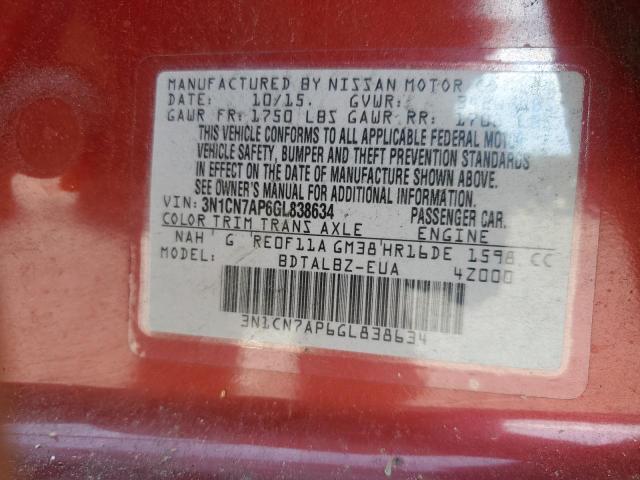 MANUFACTURED BY NISSAN MOTOR
DATE: 10/15. GVWR:
GAWR FR: 1750 LBS GAWR RR:
THIS VEHICLE CONFORMS TO ALL APPLICABLE FEDERAL MOTOR
VEHICLE SAFETY, BUMPER AND THEFT PREVENTION STANDARDS
IN EFFECT ON THE DATE OF MANUFACTURE SHOWN ABOVE.
SEE OWNER'S MANUAL FOR ADDITIONAL INFORMATION.
VIN: 3N1CN7AP6GL838634 PASSENGER CAR.
COLOR TRIM TRANS AXLE ENGINE
NAH G RE0F11A GM38 HR16DE 1598 CC
MODEL: BDTALBZ-EUA 4Z000
3N1CN7AP6GL838634